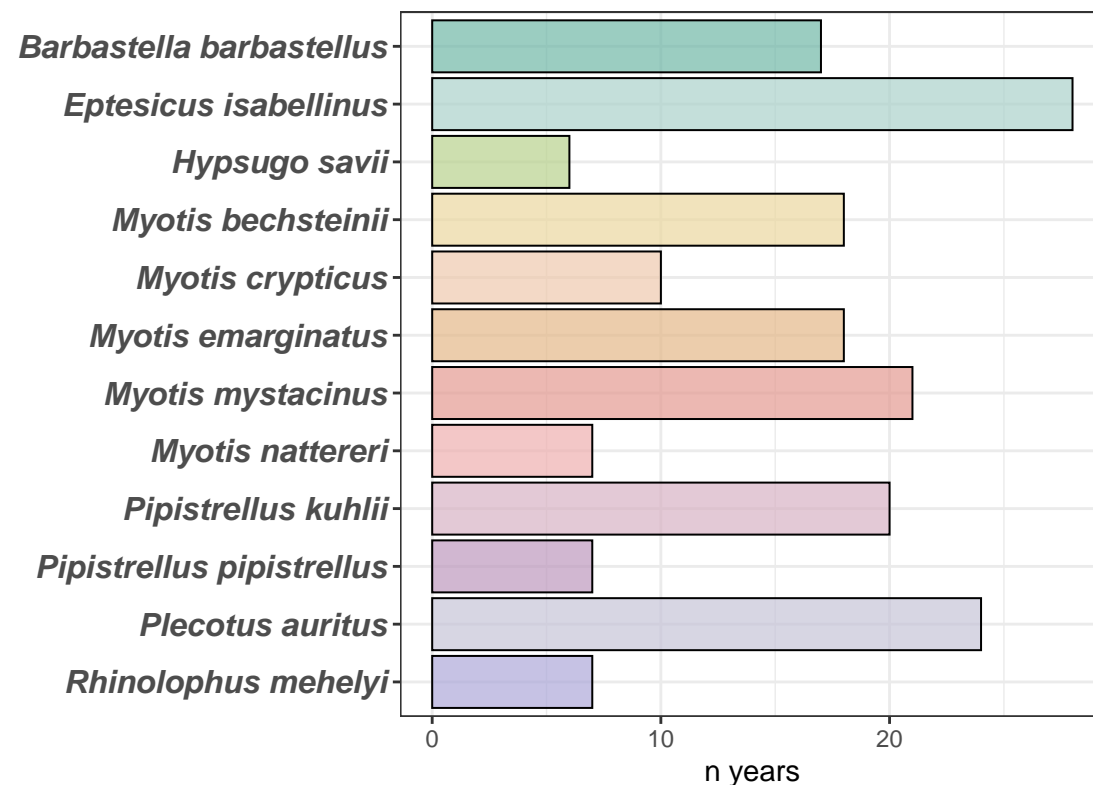 Barbastella barbastellus
Eptesicus isabellinus
Hypsugo savii
Myotis bechsteinii
Myotis crypticus
Myotis emarginatus
Myotis mystacinus
Myotis nattereri
Pipistrellus kuhlii
Pipistrellus pipistrellus
Plecotus auritus
Rhinolophus mehelyi
0 10 20
n years